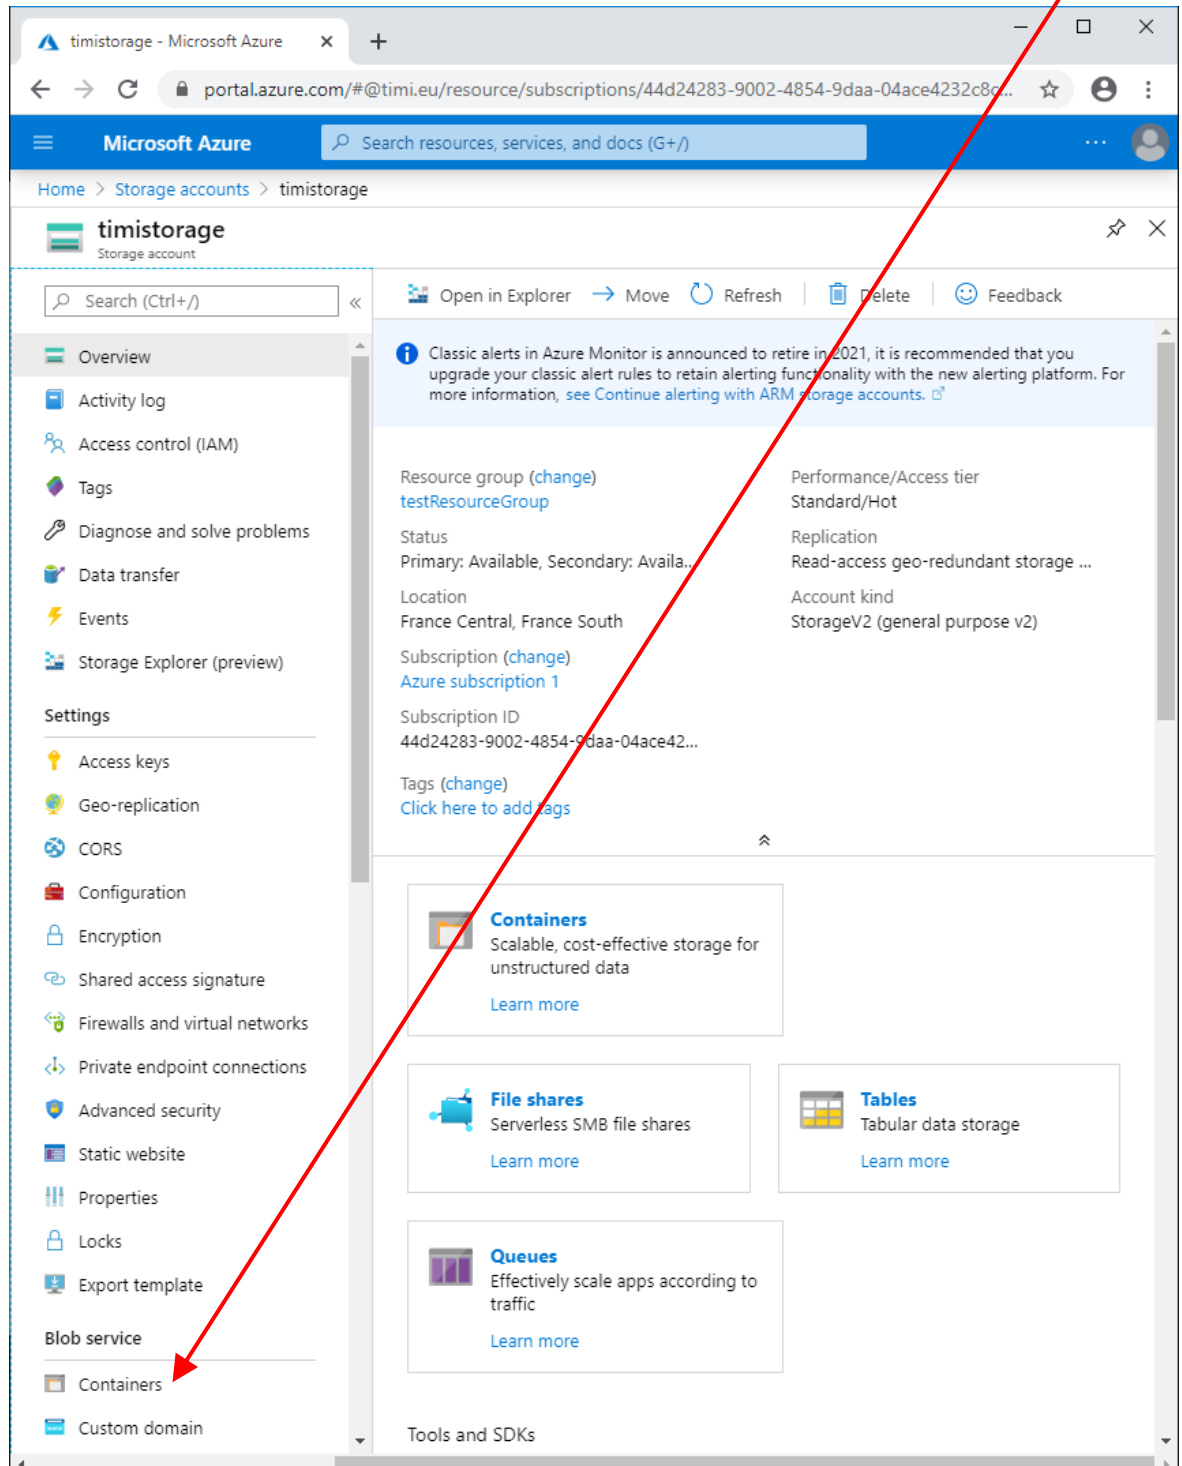 timistorage - Microsoft Azure
portal.azure.com/#@timi.eu/resource/subscriptions/44d24283-9002-4854-9daa-04ace4232c8c...
Microsoft Azure
Search resources, services, and docs (G+/)
...
Home > Storage accounts > timistorage
timistorage
Storage account
Search (Ctrl+/)
«
Overview
Activity log
Access control (IAM)
Tags
Diagnose and solve problems
Data transfer
Events
Storage Explorer (preview)
Settings
Access keys
Geo-replication
CORS
Configuration
Encryption
Shared access signature
Firewalls and virtual networks
Private endpoint connections
Advanced security
Static website
Properties
Locks
Export template
Blob service
Containers
Custom domain
Open in Explorer Move Refresh Delete Feedback
Classic alerts in Azure Monitor is announced to retire in 2021, it is recommended that you
upgrade your classic alert rules to retain alerting functionality with the new alerting platform. For
more information, see Continue alerting with ARM storage accounts.
Resource group (change)
testResourceGroup
Status
Primary: Available, Secondary: Availa...
Location
France Central, France South
Subscription (change)
Azure subscription 1
Subscription ID
44d24283-9002-4854-9daa-04ace42...
Tags (change)
Click here to add tags
Performance/Access tier
Standard/Hot
Replication
Read-access geo-redundant storage ...
Account kind
StorageV2 (general purpose v2)
Containers
Scalable, cost-effective storage for
unstructured data
Learn more
File shares
Serverless SMB file shares
Learn more
Tables
Tabular data storage
Learn more
Queues
Effectively scale apps according to
traffic
Learn more
Tools and SDKs